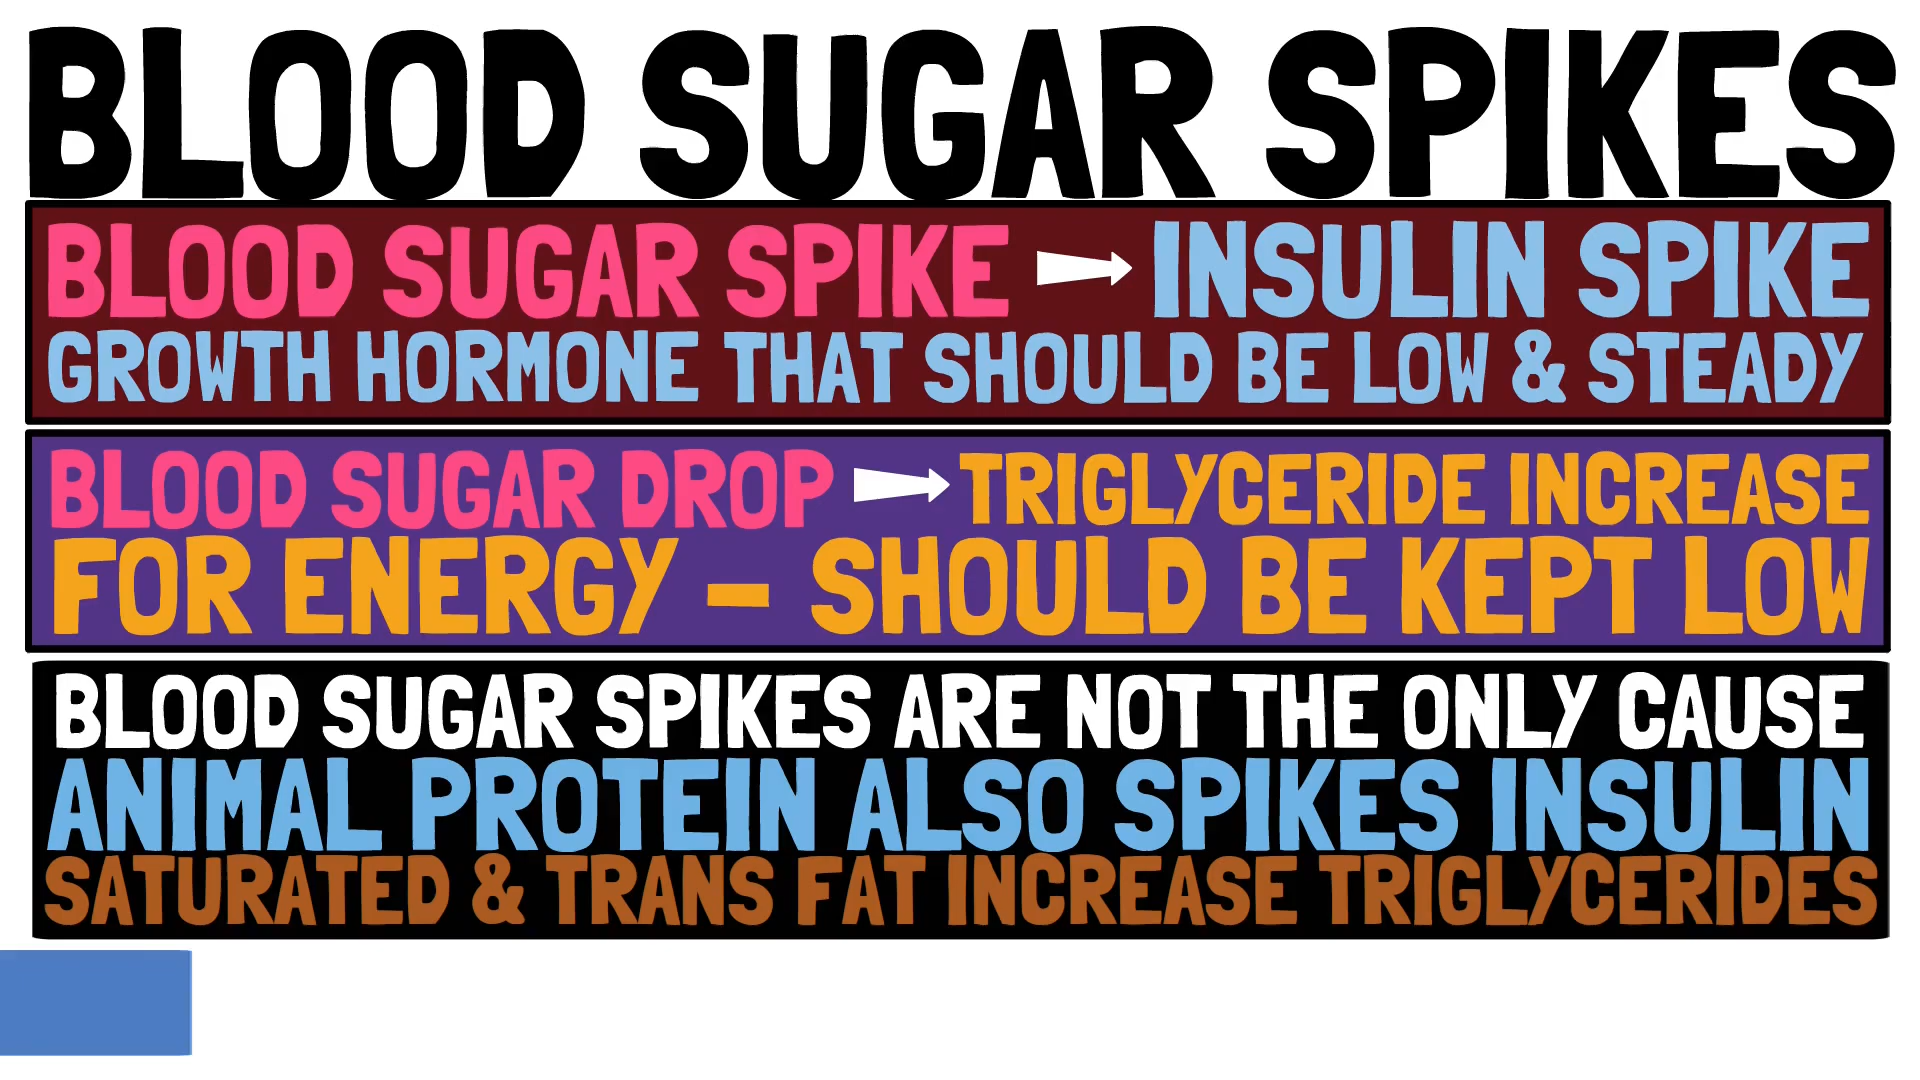 BLOOD SUGAR SPIKES
BLOOD SUGAR SPIKE → INSULIN SPIKE
GROWTH HORMONE THAT SHOULD BE LOW & STEADY
BLOOD SUGAR DROP → TRIGLYCERIDE INCREASE
FOR ENERGY – SHOULD BE KEPT LOW
BLOOD SUGAR SPIKES ARE NOT THE ONLY CAUSE
ANIMAL PROTEIN ALSO SPIKES INSULIN
SATURATED & TRANS FAT INCREASE TRIGLYCERIDES